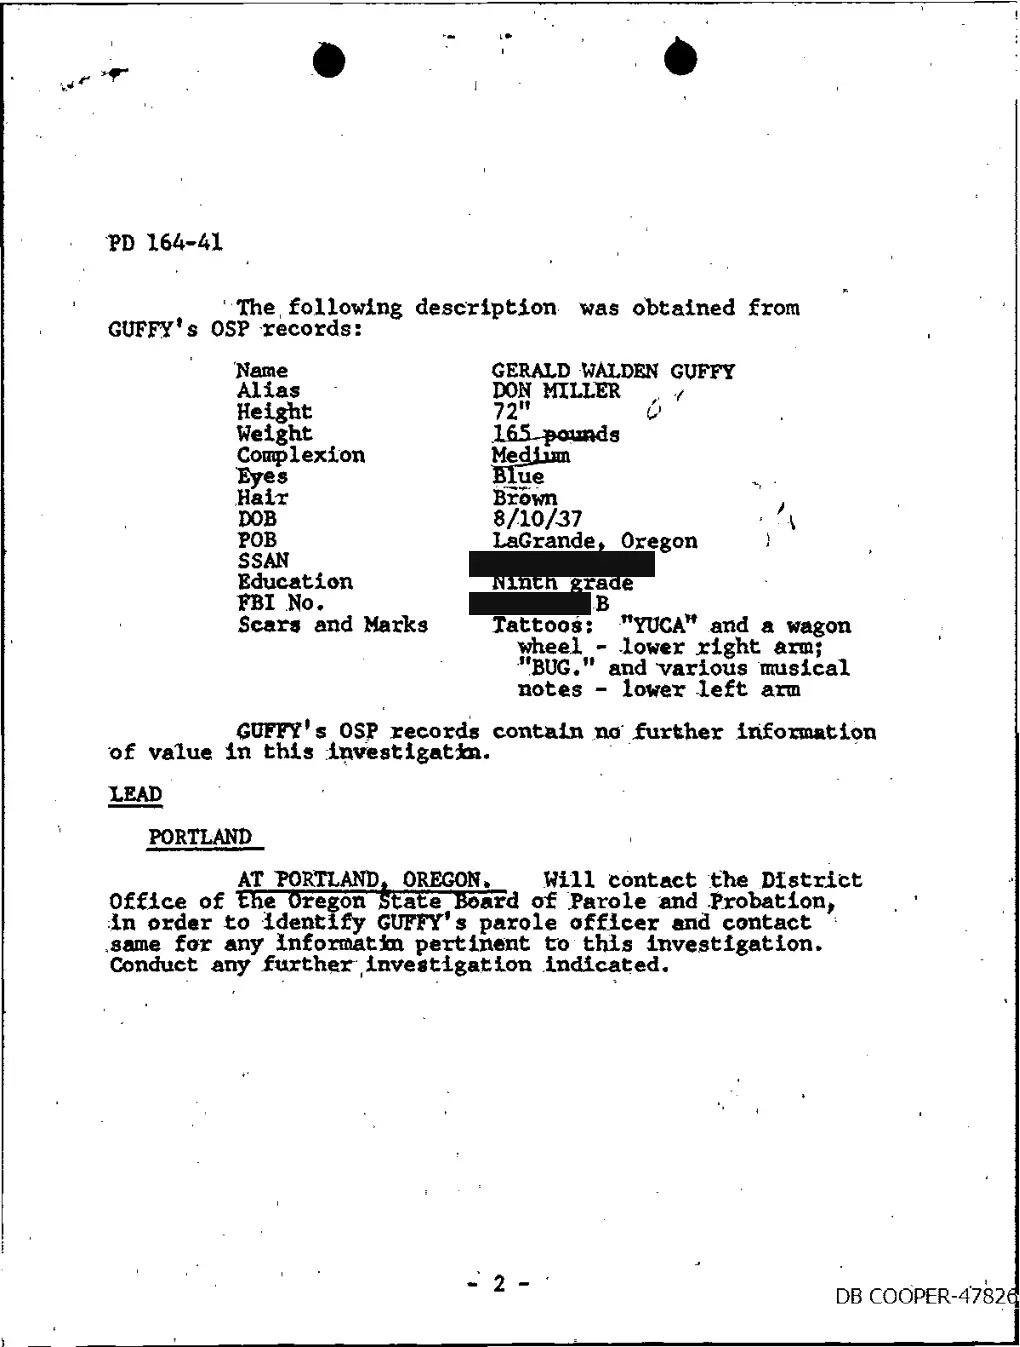 PD 164-41
The following description was obtained from
GUFFY's OSP records:
Name GERALD WALDEN GUFFY
Alias DON MILLER
Height 72" 6'
Weight 165 pounds
Complexion Medium
Eyes Blue
Hair Brown
DOB 8/10/37
POB LaGrande, Oregon
SSAN
Education Ninth grade
FBI No. B
Scars and Marks Tattoos: "YUCA" and a wagon
wheel - lower right arm;
"BUG." and various musical
notes - lower left arm
GUFFY's OSP records contain no further information
of value in this investigatin.
LEAD
PORTLAND
AT PORTLAND, OREGON. Will contact the District
Office of the Oregon State Board of Parole and Probation,
in order to identify GUFFY's parole officer and contact
same for any informatin pertinent to this investigation.
Conduct any further investigation indicated.
- 2 -
DB COOPER-47826